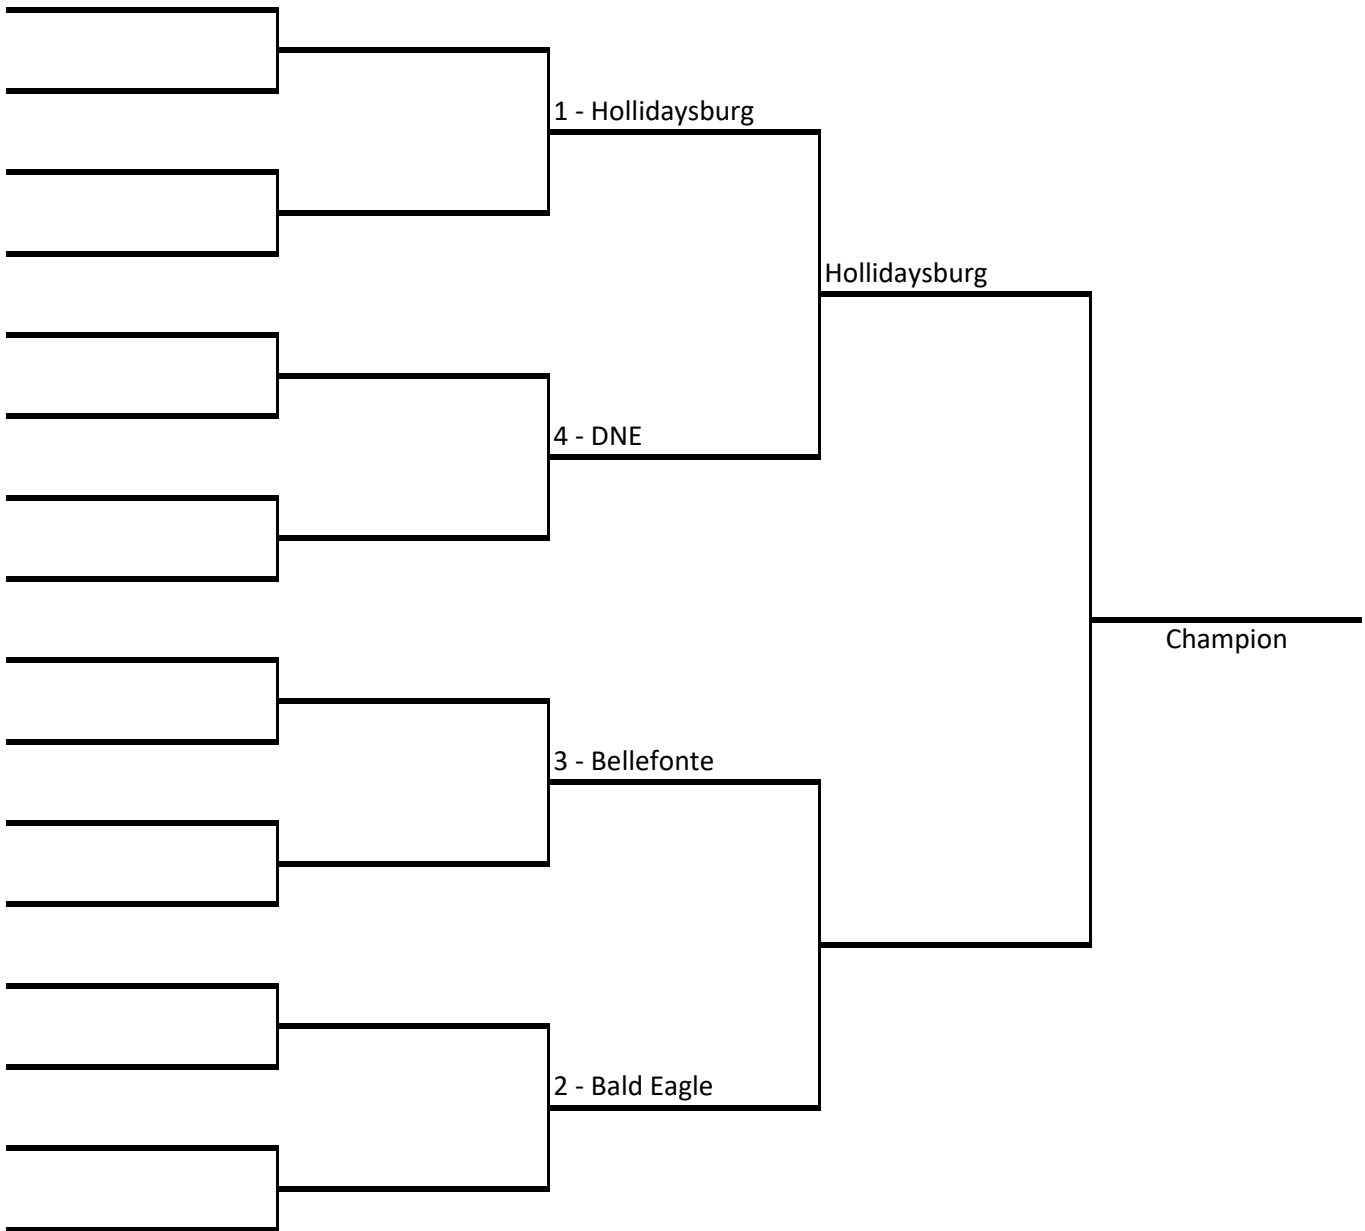 1 - Hollidaysburg
Hollidaysburg
4 - DNE
Champion
3 - Bellefonte
2 - Bald Eagle